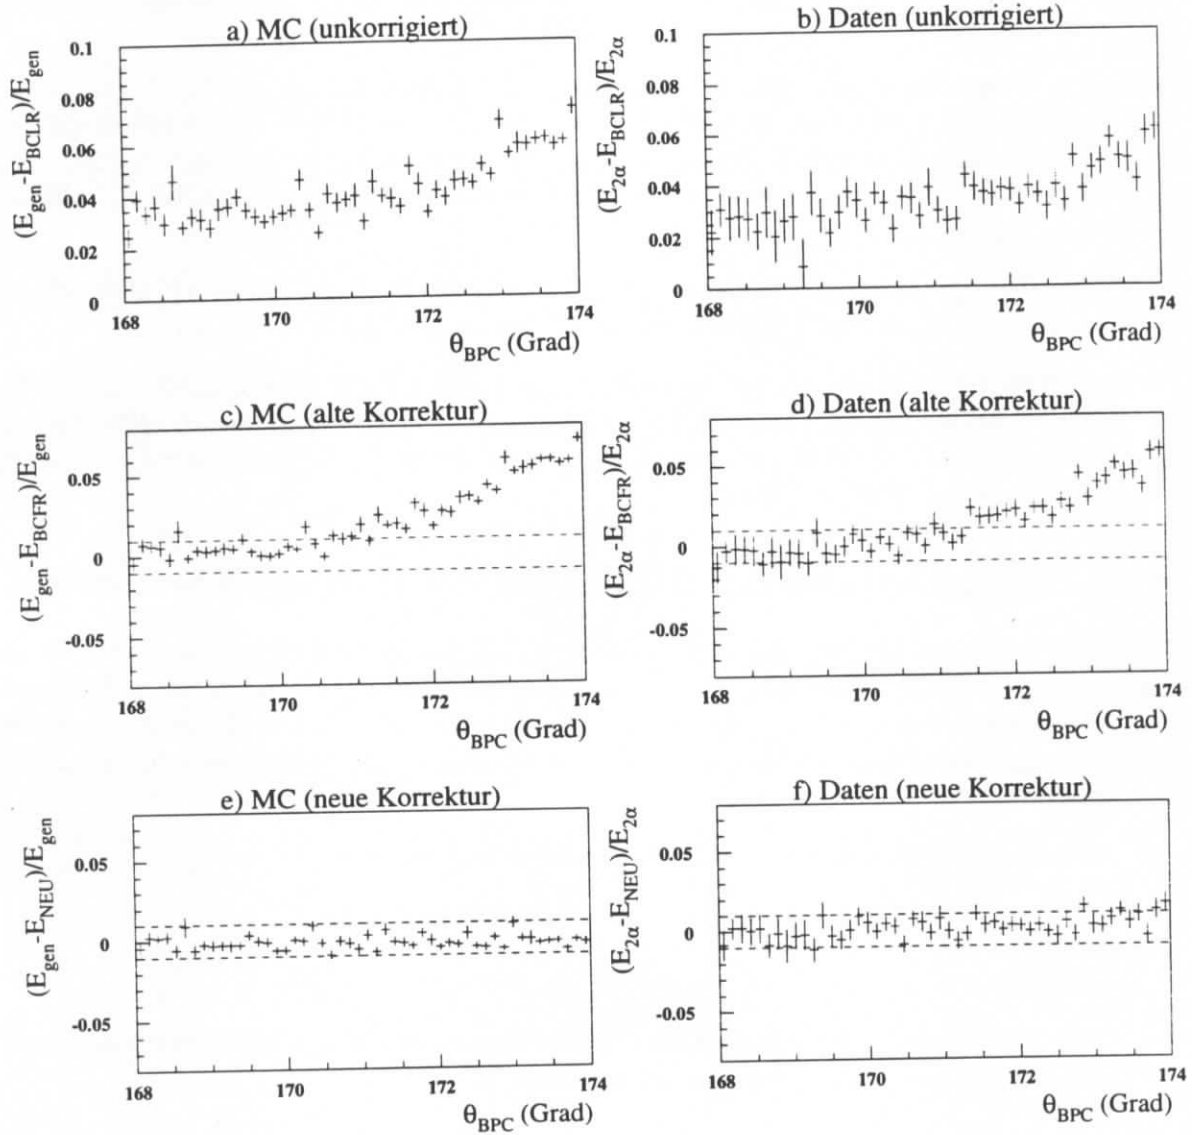 a) MC (unkorrigiert)
(E_gen-E_BCLR)/E_gen
0.1
0.08
0.06
0.04
0.02
0
168
170
172
174
θ_BPC (Grad)
b) Daten (unkorrigiert)
(E_2α-E_BCLR)/E_2α
0.1
0.08
0.06
0.04
0.02
0
168
170
172
174
θ_BPC (Grad)
c) MC (alte Korrektur)
(E_gen-E_BCFR)/E_gen
0.05
0
-0.05
168
170
172
174
θ_BPC (Grad)
d) Daten (alte Korrektur)
(E_2α-E_BCFR)/E_2α
0.05
0
-0.05
168
170
172
174
θ_BPC (Grad)
e) MC (neue Korrektur)
(E_gen-E_NEU)/E_gen
0.05
0
-0.05
168
170
172
174
θ_BPC (Grad)
f) Daten (neue Korrektur)
(E_2α-E_NEU)/E_2α
0.05
0
-0.05
168
170
172
174
θ_BPC (Grad)